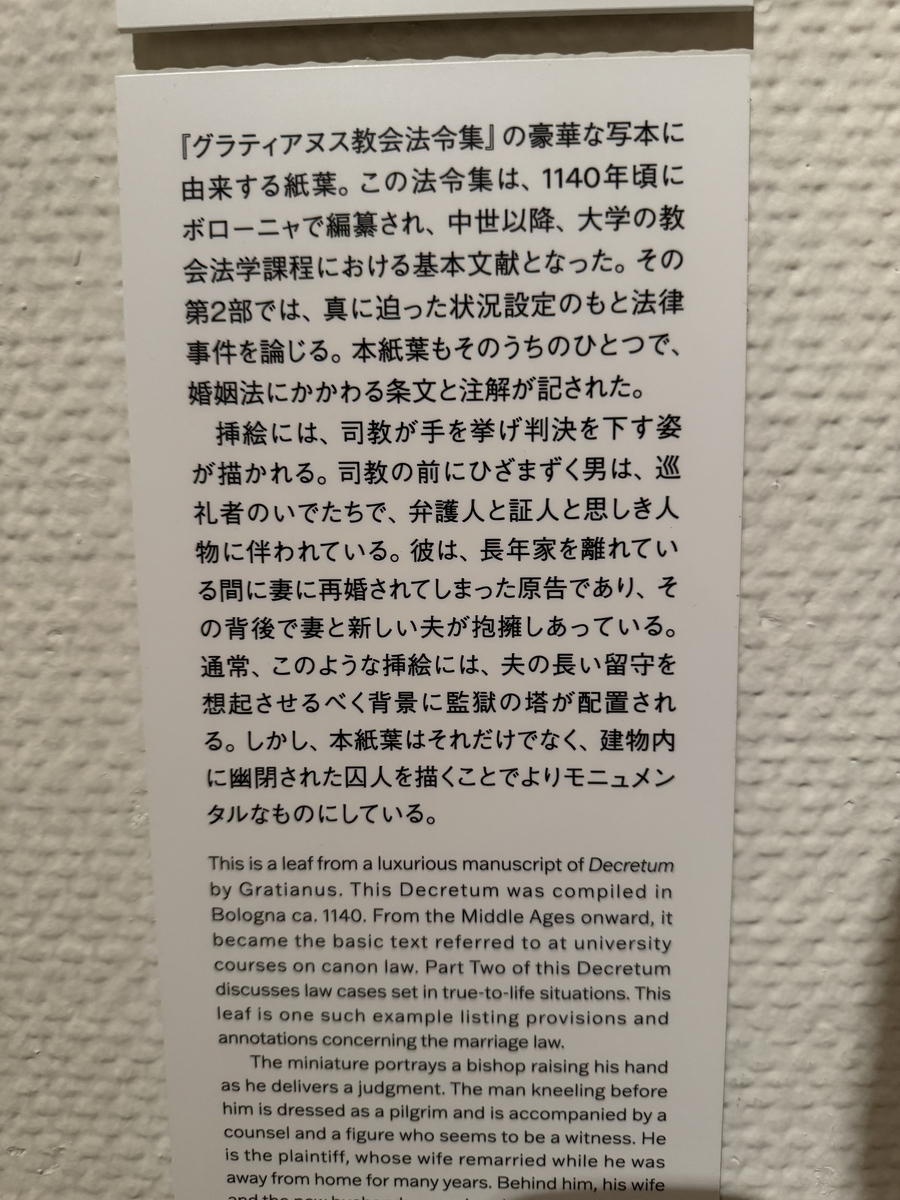 『グラティアヌス教会法令集』の豪華な写本に
由来する紙葉。この法令集は、1140年頃に
ボローニャで編纂され、中世以降、大学の教
会法学課程における基本文献となった。その
第2部では、真に迫った状況設定のもと法律
事件を論じる。本紙葉もそのうちのひとつで、
婚姻法にかかわる条文と注解が記された。
挿絵には、司教が手を挙げ判決を下す姿
が描かれる。司教の前にひざまずく男は、巡
礼者のいでたちで、弁護人と証人と思しき人
物に伴われている。彼は、長年家を離れてい
る間に妻に再婚されてしまった原告であり、そ
の背後で妻と新しい夫が抱擁しあっている。
通常、このような挿絵には、夫の長い留守を
想起させるべく背景に監獄の塔が配置され
る。しかし、本紙葉はそれだけでなく、建物内
に幽閉された囚人を描くことでよりモニュメン
タルなものにしている。
This is a leaf from a luxurious manuscript of Decretum
by Gratianus. This Decretum was compiled in
Bologna ca. 1140. From the Middle Ages onward, it
became the basic text referred to at university
courses on canon law. Part Two of this Decretum
discusses law cases set in true-to-life situations. This
leaf is one such example listing provisions and
annotations concerning the marriage law.
The miniature portrays a bishop raising his hand
as he delivers a judgment. The man kneeling before
him is dressed as a pilgrim and is accompanied by a
counsel and a figure who seems to be a witness. He
is the plaintiff, whose wife remarried while he was
away from home for many years. Behind him, his wife
and the new